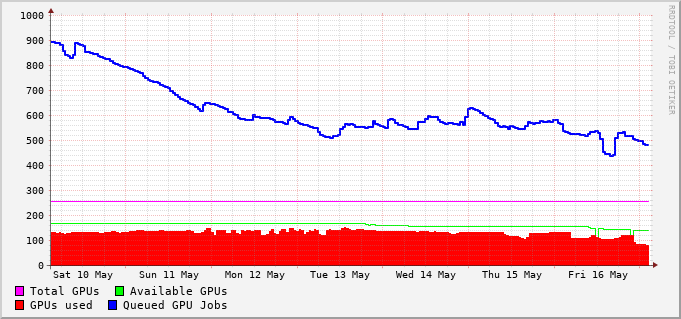 1000
900
800
700
600
500
400
300
200
100
0
Sat 10 May Sun 11 May Mon 12 May Tue 13 May Wed 14 May Thu 15 May Fri 16 May
Total GPUs Available GPUs
GPUs used Queued GPU Jobs
RRDTOOL / TOBI OETIKER